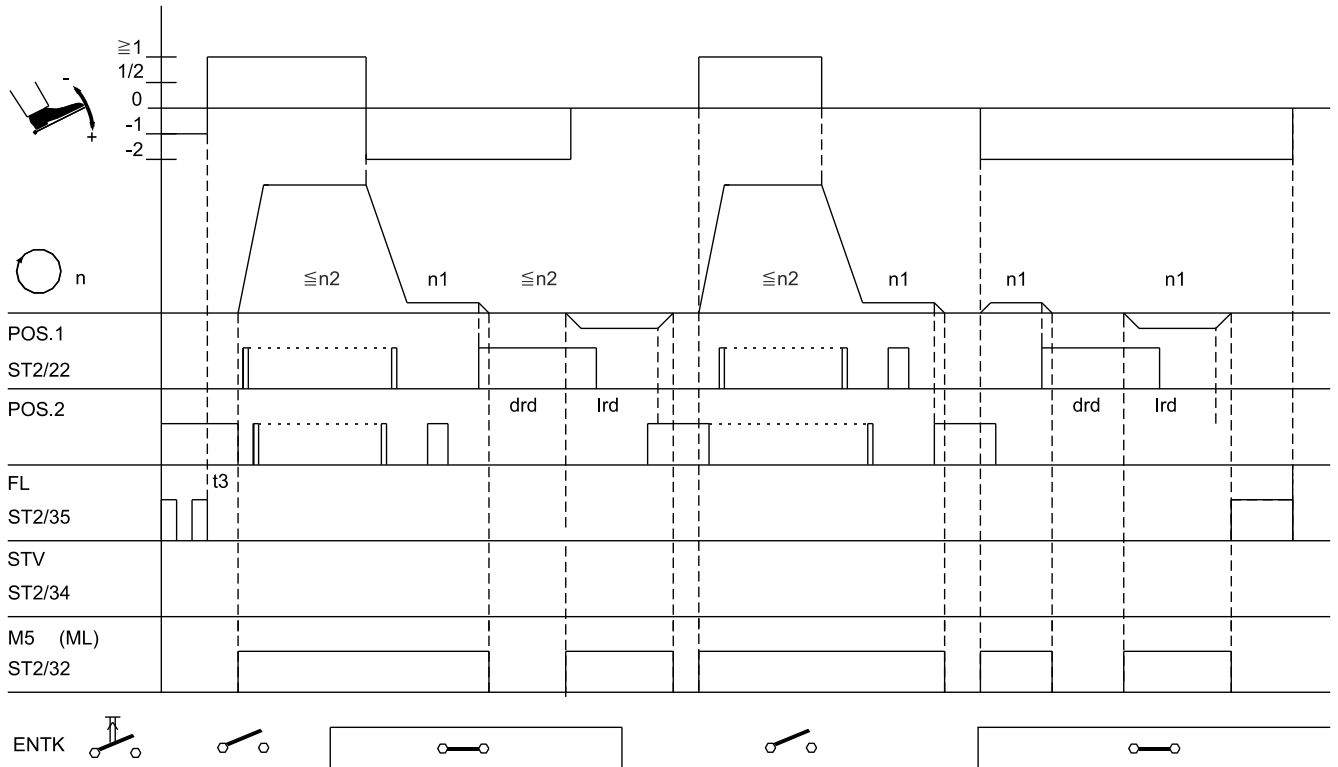 ≧1
1/2
0
-1
-2
-
+
n
≦n2 n1 ≦n2 ≦n2 n1 n1 n1
POS.1
ST2/22
POS.2 drd lrd drd lrd
FL t3
ST2/35
STV
ST2/34
M5 (ML)
ST2/32
ENTK